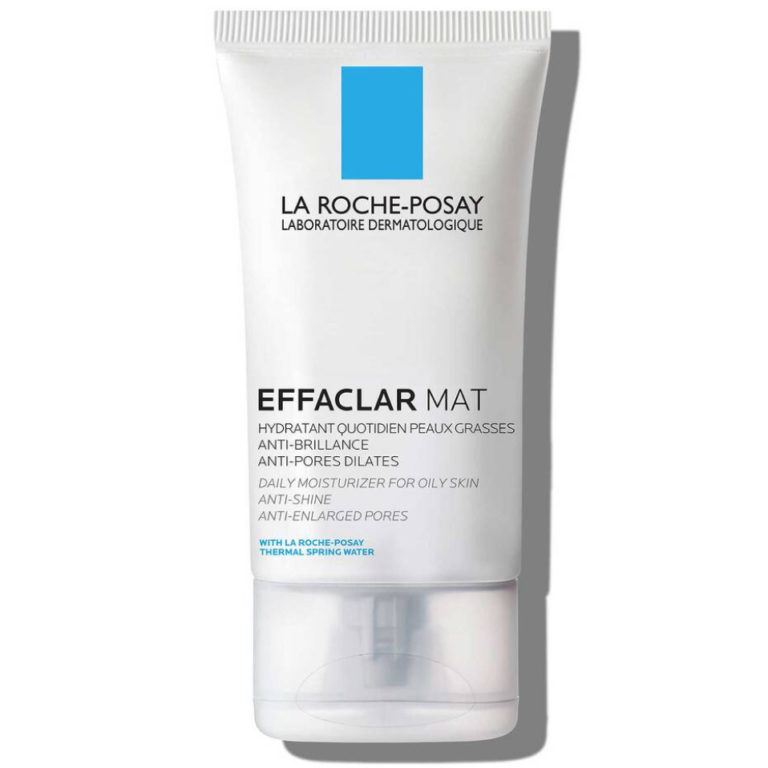 LA ROCHE-POSAY
LABORATOIRE DERMATOLOGIQUE
EFFACLAR MAT
HYDRATANT QUOTIDIEN PEAUX GRASSES
ANTI-BRILLANCE
ANTI-PORES DILATES
DAILY MOISTURIZER FOR OILY SKIN
ANTI-SHINE
ANTI-ENLARGED PORES
WITH LA ROCHE-POSAY
THERMAL SPRING WATER